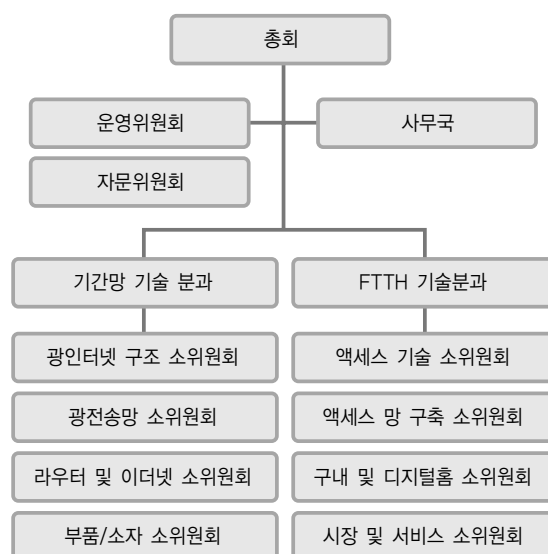 총회
운영위원회
사무국
자문위원회
기간망 기술 분과
FTTH 기술분과
광인터넷 구조 소위원회
액세스 기술 소위원회
광전송망 소위원회
액세스 망 구축 소위원회
라우터 및 이더넷 소위원회
구내 및 디지털홈 소위원회
부품/소자 소위원회
시장 및 서비스 소위원회